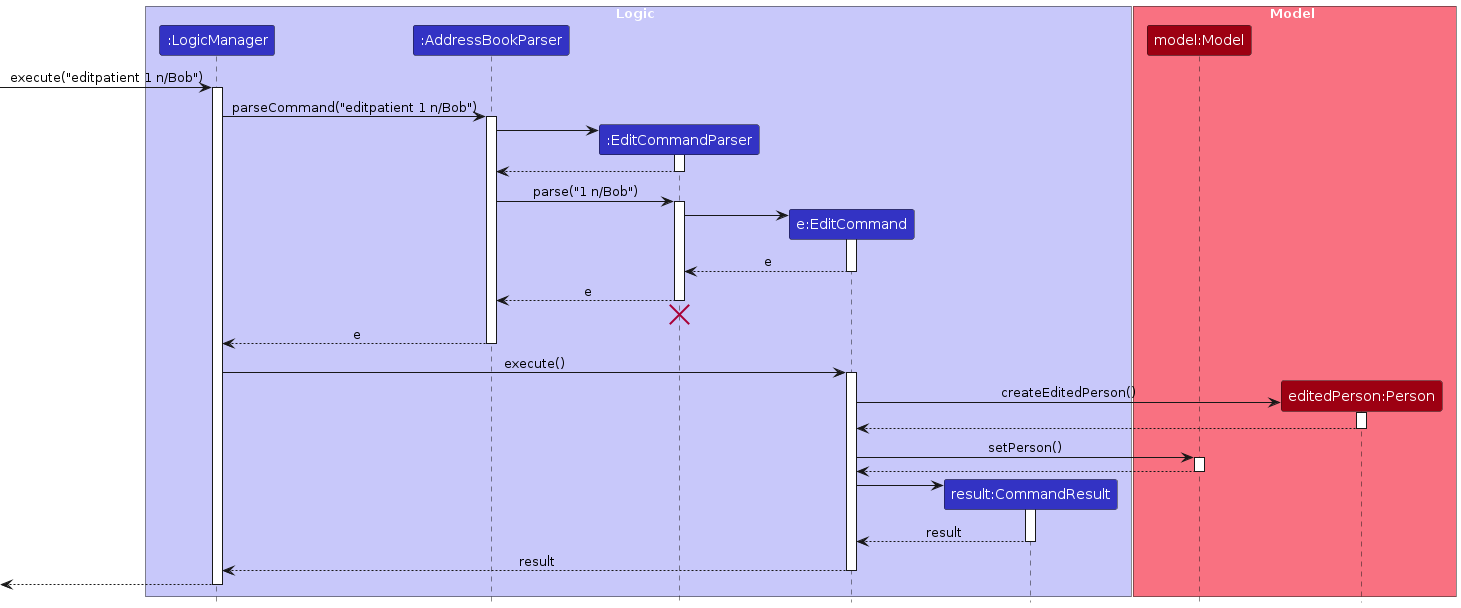 Logic
Model
:LogicManager
:AddressBookParser
model:Model
execute("editpatient 1 n/Bob")
parseCommand("editpatient 1 n/Bob")
:EditCommandParser
parse("1 n/Bob")
e:EditCommand
e
e
e
execute()
createEditedPerson()
editedPerson:Person
setPerson()
result:CommandResult
result
result